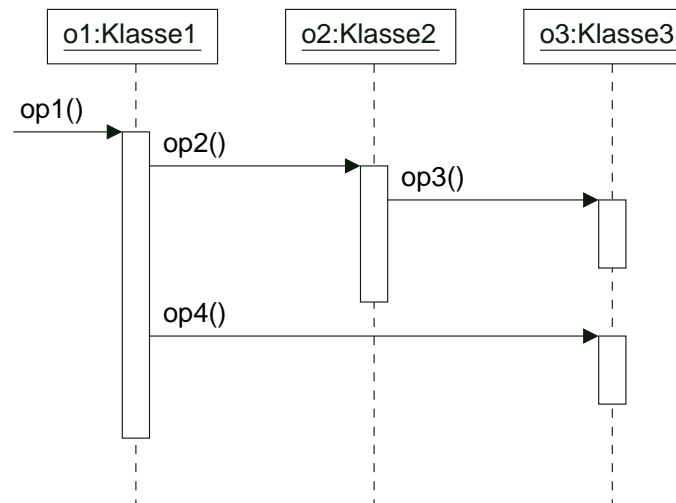 o1:Klasse1
o2:Klasse2
o3:Klasse3
op1()
op2()
op3()
op4()